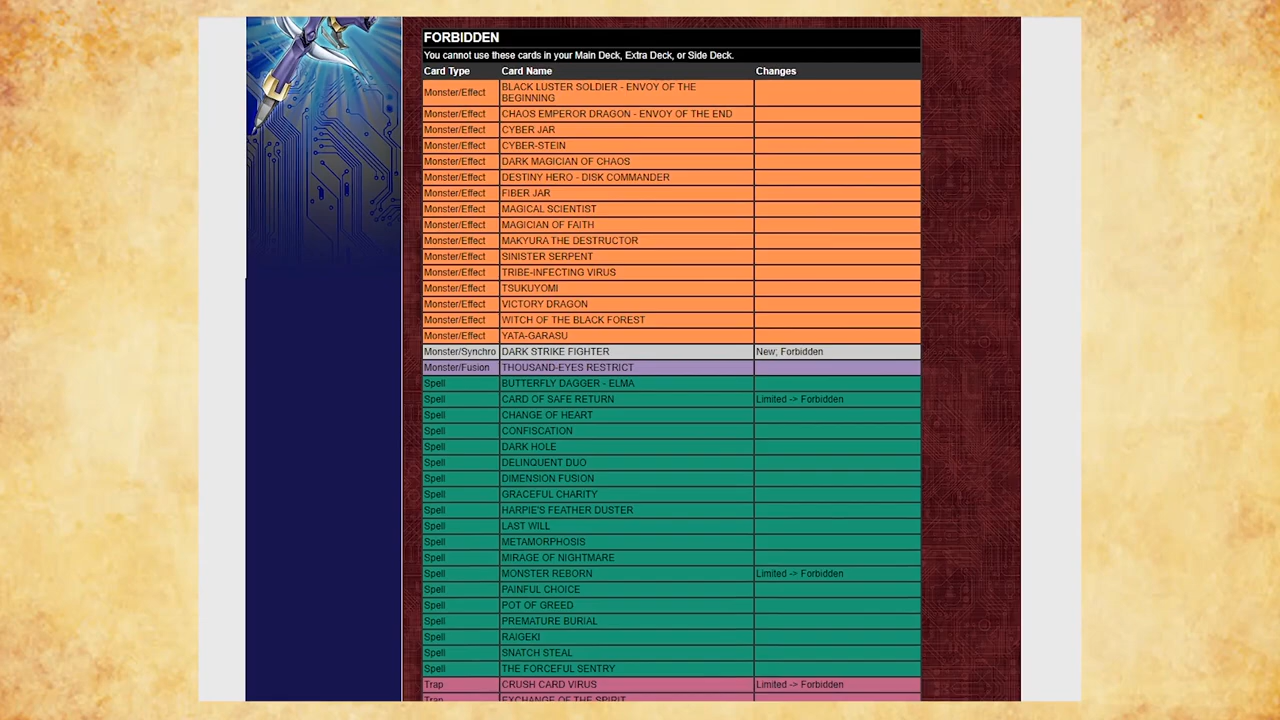 FORBIDDEN
You cannot use these cards in your Main Deck, Extra Deck, or Side Deck.
Card Type Card Name Changes
Monster/Effect BLACK LUSTER SOLDIER - ENVOY OF THE
BEGINNING
Monster/Effect CHAOS EMPEROR DRAGON - ENVOY OF THE END
Monster/Effect CYBER JAR
Monster/Effect CYBER-STEIN
Monster/Effect DARK MAGICIAN OF CHAOS
Monster/Effect DESTINY HERO - DISK COMMANDER
Monster/Effect FIBER JAR
Monster/Effect MAGICAL SCIENTIST
Monster/Effect MAGICIAN OF FAITH
Monster/Effect MAKYURA THE DESTRUCTOR
Monster/Effect SINISTER SERPENT
Monster/Effect TRIBE-INFECTING VIRUS
Monster/Effect TSUKUYOMI
Monster/Effect VICTORY DRAGON
Monster/Effect WITCH OF THE BLACK FOREST
Monster/Effect YATA-GARASU
Monster/Synchro DARK STRIKE FIGHTER New; Forbidden
Monster/Fusion THOUSAND-EYES RESTRICT
Spell BUTTERFLY DAGGER - ELMA
Spell CARD OF SAFE RETURN Limited -> Forbidden
Spell CHANGE OF HEART
Spell CONFISCATION
Spell DARK HOLE
Spell DELINQUENT DUO
Spell DIMENSION FUSION
Spell GRACEFUL CHARITY
Spell HARPIE'S FEATHER DUSTER
Spell LAST WILL
Spell METAMORPHOSIS
Spell MIRAGE OF NIGHTMARE
Spell MONSTER REBORN Limited -> Forbidden
Spell PAINFUL CHOICE
Spell POT OF GREED
Spell PREMATURE BURIAL
Spell RAIGEKI
Spell SNATCH STEAL
Spell THE FORCEFUL SENTRY
Trap CRUSH CARD VIRUS Limited -> Forbidden
Trap EXCHANGE OF THE SPIRIT